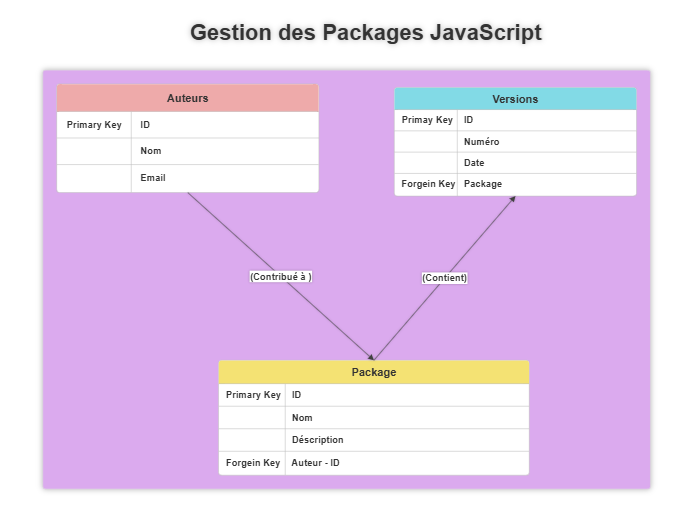 Gestion des Packages JavaScript
Auteurs
Primary Key ID
Nom
Email
Versions
Primay Key ID
Numéro
Date
Forgein Key Package
(Contribué à )
(Contient)
Package
Primary Key ID
Nom
Déscription
Forgein Key Auteur - ID